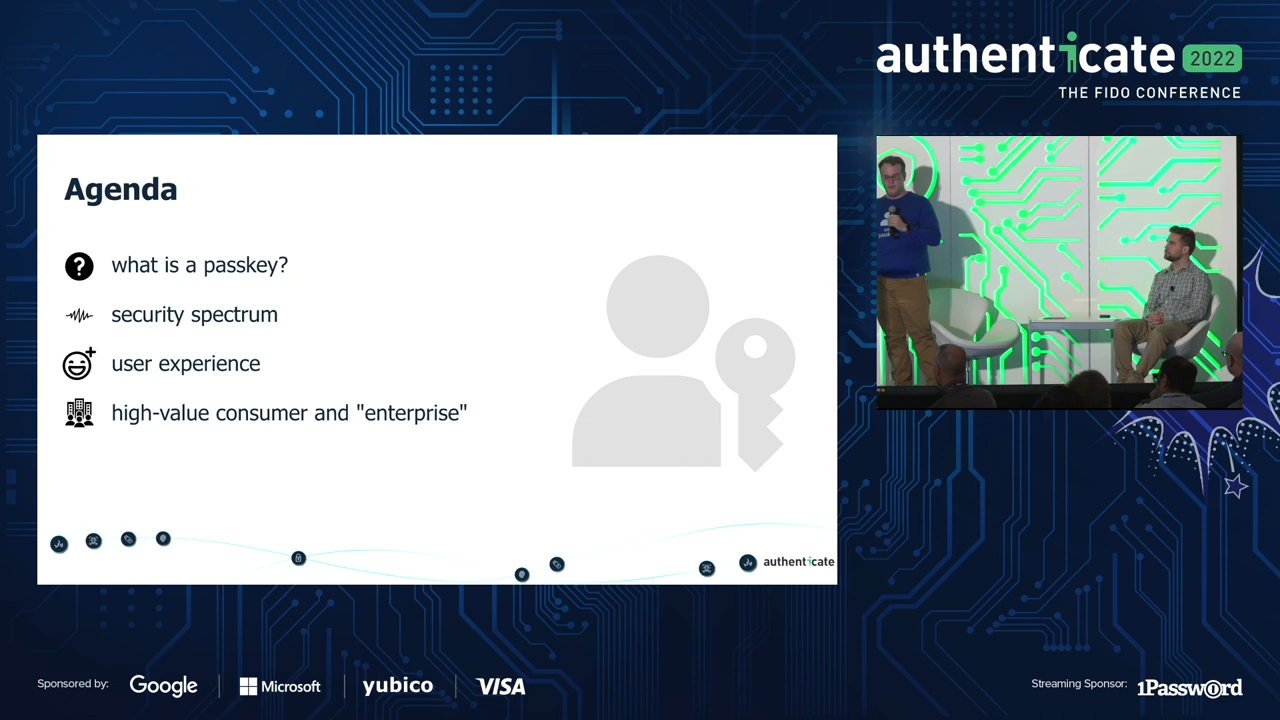 authenticate 2022
THE FIDO CONFERENCE
Agenda
? what is a passkey?
security spectrum
user experience
high-value consumer and "enterprise"
authenticate
Sponsored by: Google Microsoft yubico VISA
Streaming Sponsor: 1Password